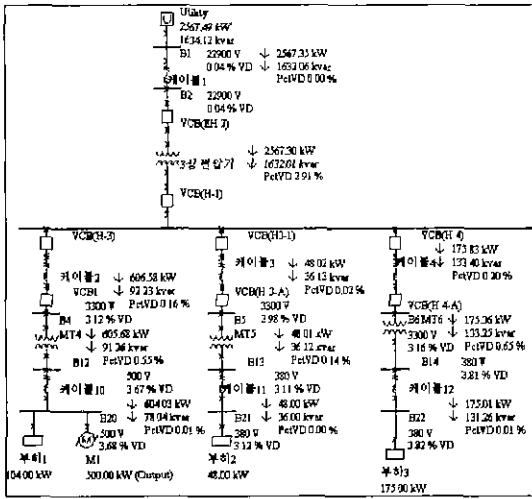 Utility
2567.49 kW
1634.12 kvar
B1 22900 V
0.04 % VD
2567.35 kW
1632.06 kvar
PctVD 0.00 %
케이블1
B2 22900 V
0.04 % VD
VCB(EH-2)
3상 변압기
2567.30 kW
1632.01 kvar
PctVD 2.91 %
VCB(H-1)
VCB(H-3)
케이블2
606.58 kW
92.23 kvar
PctVD 0.16 %
VCB1
3300 V
B4 3.12 % VD
MT4
605.68 kW
91.26 kvar
PctVD 0.55 %
B12 500 V
3.67 % VD
케이블10
604.03 kW
78.94 kvar
PctVD 0.01 %
B20
500 V
3.68 % VD
부하1
104.00 kW
M1
500.00 kW (Output)
VCB(H3-1)
케이블3
48.02 kW
36.13 kvar
PctVD 0.02 %
VCB(H 3-A)
3300 V
B5 2.98 % VD
MT5
48.01 kW
36.12 kvar
PctVD 0.14 %
B13 380 V
3.11 % VD
케이블11
48.00 kW
36.00 kvar
PctVD 0.00 %
B21
380 V
3.12 % VD
부하2
48.00 kW
VCB(H-4)
케이블4
175.83 kW
133.40 kvar
PctVD 0.20 %
VCB(H 4-A)
B6 MT6
3300 V
3.16 % VD
175.36 kW
133.25 kvar
PctVD 0.65 %
B14 380 V
3.81 % VD
케이블12
175.01 kW
131.26 kvar
PctVD 0.01 %
B22
380 V
3.82 % VD
부하3
175.00 kW